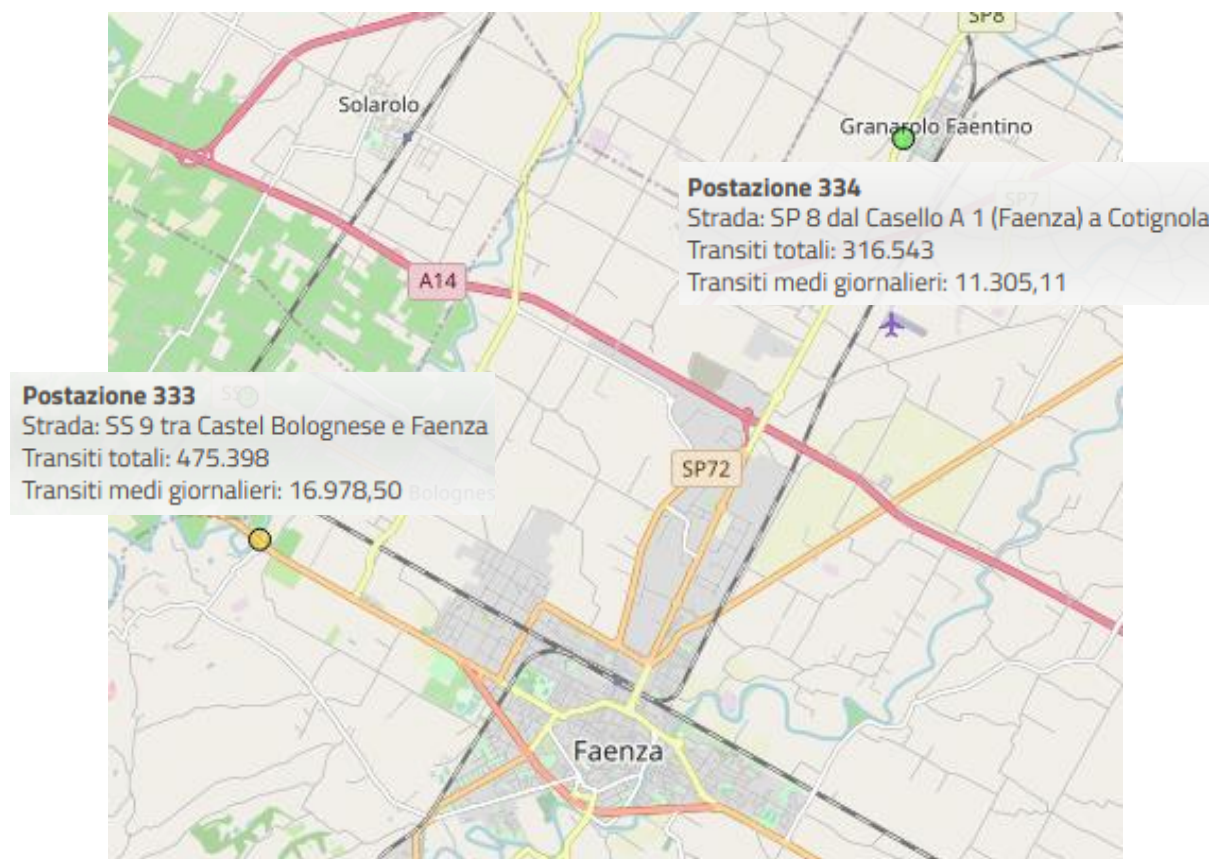 SP8
Solarolo
Granarolo Faentino
Postazione 334
SP7
Strada: SP 8 dal Casello A 1 (Faenza) a Cotignola
Transiti totali: 316.543
Transiti medi giornalieri: 11.305,11
A14
Postazione 333
Strada: SS 9 tra Castel Bolognese e Faenza
Transiti totali: 475.398
Transiti medi giornalieri: 16.978,50
Bolognes
SP72
Faenza